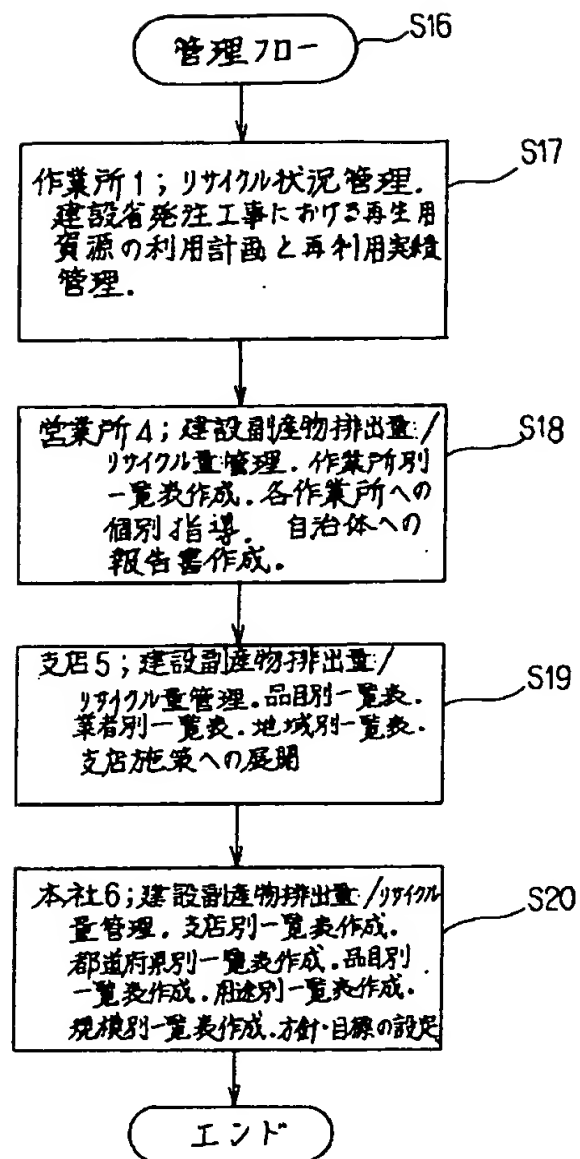 管理フロー
S16
作業所1;リサイクル状況管理.
建設省発注工事における再生用
資源の利用計画と再利用実績
管理.
S17
営業所4;建設副産物排出量/
リサイクル量管理.作業所別
一覧表作成.各作業所への
個別指導. 自治体への
報告書作成.
S18
支店5;建設副産物排出量/
リサイクル量管理.品目別一覧表.
業者別一覧表.地域別一覧表.
支店施策への展開
S19
本社6;建設副産物排出量/リサイクル
量管理.支店別一覧表作成.
都道府県別一覧表作成.品目別
一覧表作成.用途別一覧表作成.
規模別一覧表作成.方針・目標の設定
S20
エンド